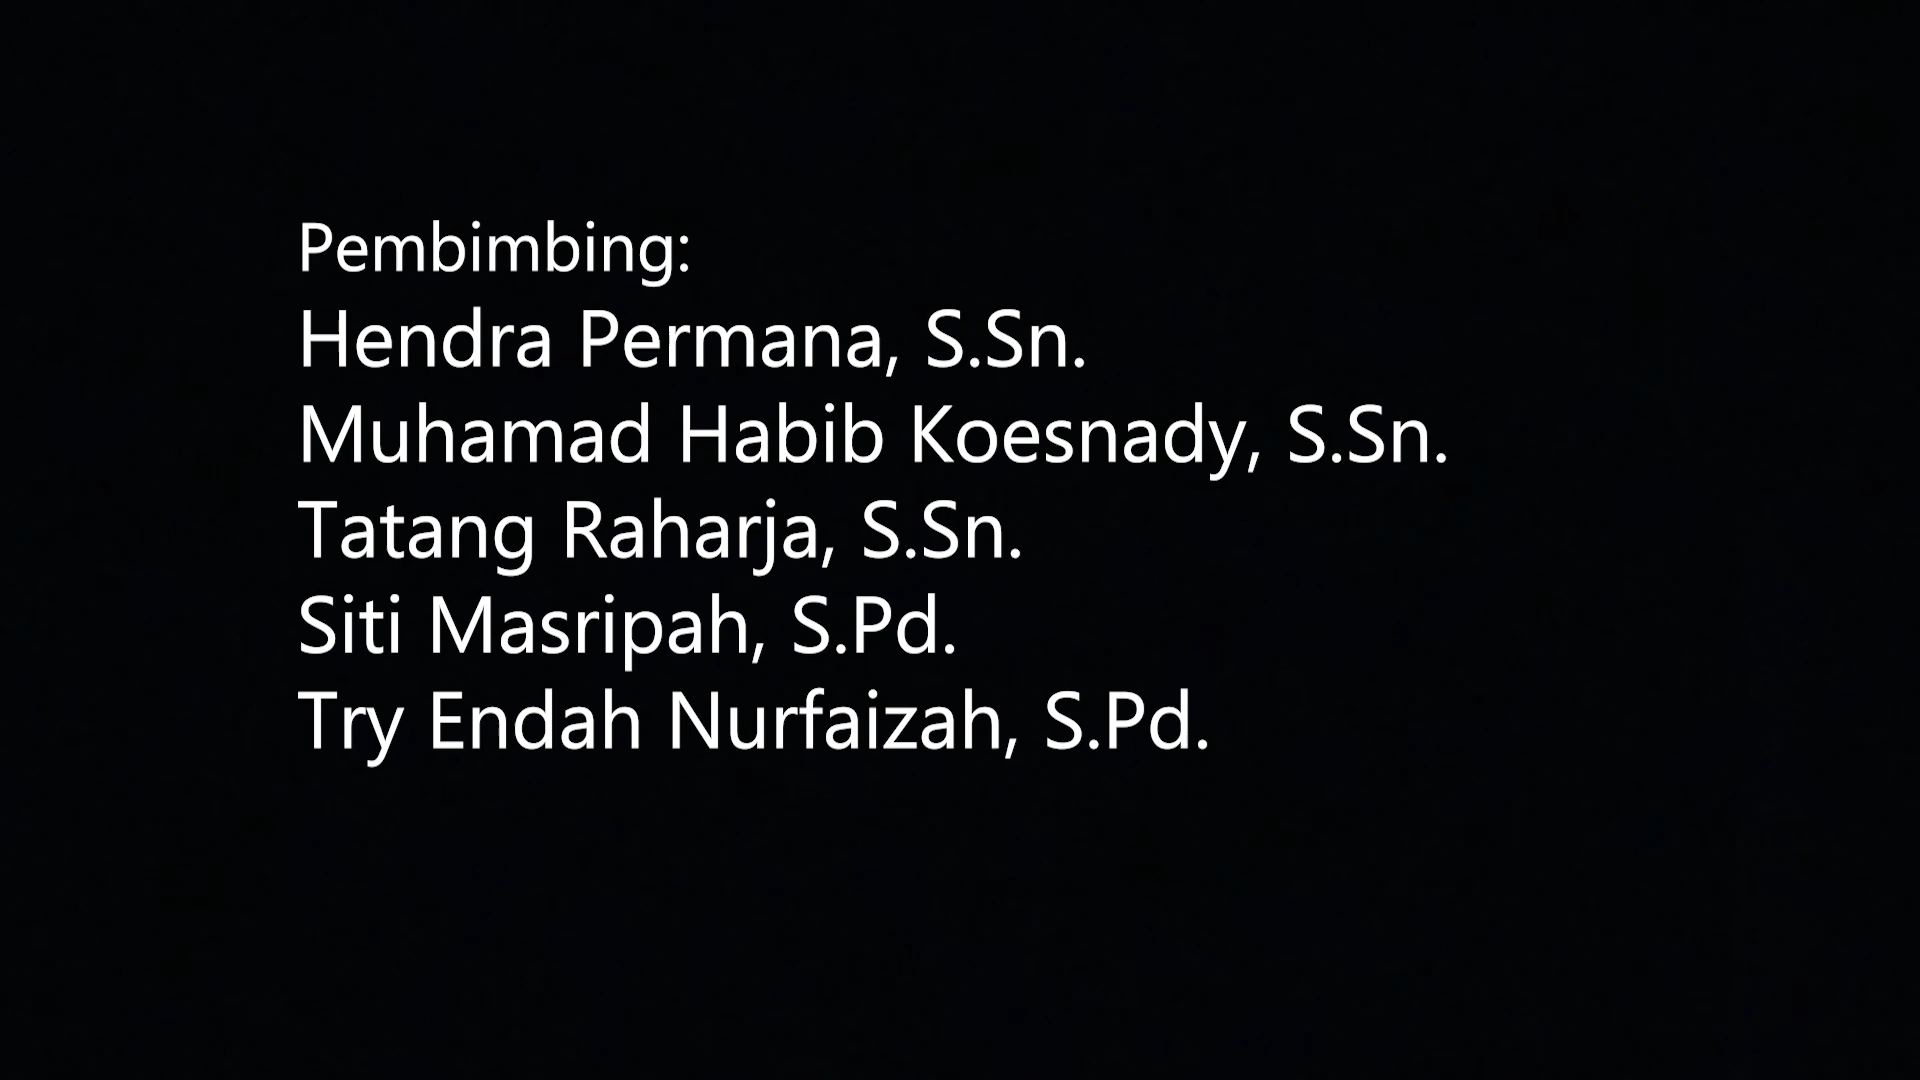 Pembimbing:
Hendra Permana, S.Sn.
Muhamad Habib Koesnady, S.Sn.
Tatang Raharja, S.Sn.
Siti Masripah, S.Pd.
Try Endah Nurfaizah, S.Pd.